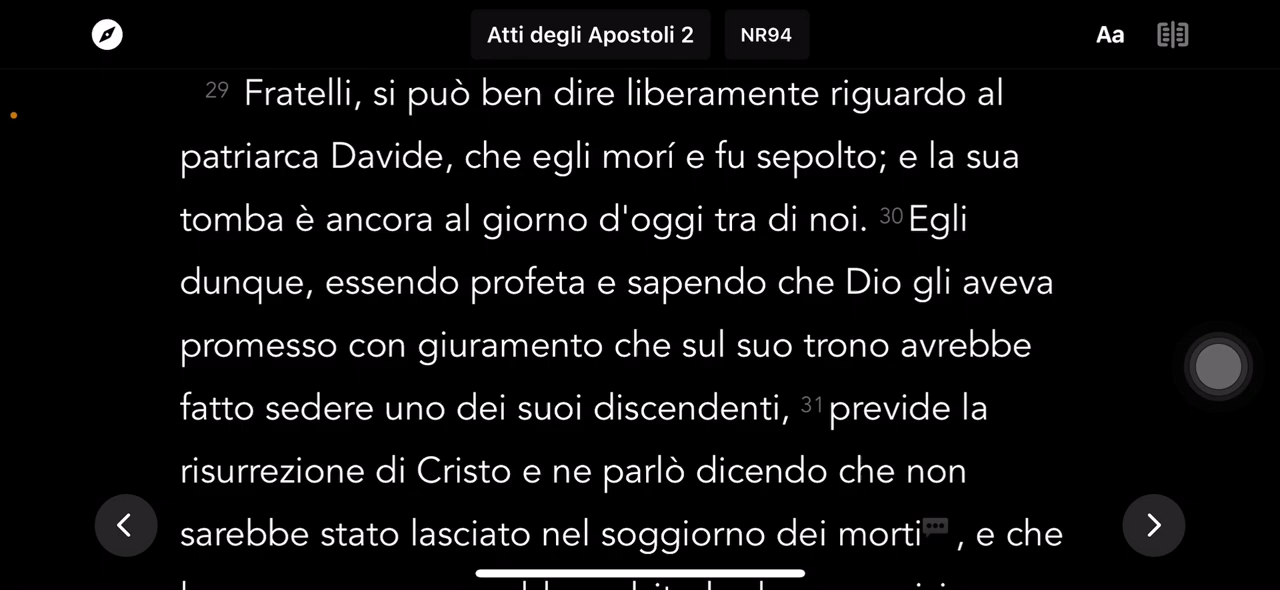 Atti degli Apostoli 2 NR94 Aa
29 Fratelli, si può ben dire liberamente riguardo al
patriarca Davide, che egli morí e fu sepolto; e la sua
tomba è ancora al giorno d'oggi tra di noi. 30 Egli
dunque, essendo profeta e sapendo che Dio gli aveva
promesso con giuramento che sul suo trono avrebbe
fatto sedere uno dei suoi discendenti, 31 previde la
risurrezione di Cristo e ne parlò dicendo che non
sarebbe stato lasciato nel soggiorno dei morti , e che